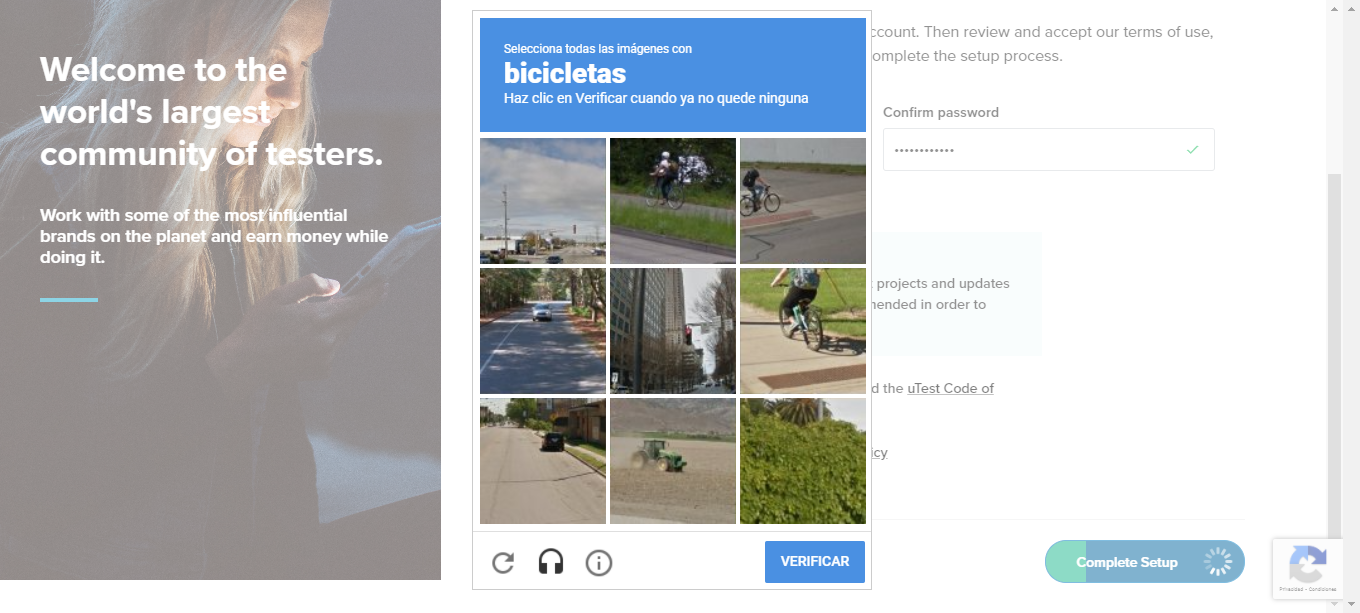 Welcome to the
world's largest
community of testers.
Work with some of the most influential
brands on the planet and earn money while
doing it.
Selecciona todas las imágenes con
bicicletas
Haz clic en Verificar cuando ya no quede ninguna
VERIFICAR
ccount. Then review and accept our terms of use,
omplete the setup process.
Confirm password
••••••••••••
projects and updates
mended in order to
d the uTest Code of
icy
Complete Setup
Privacidad - Condiciones